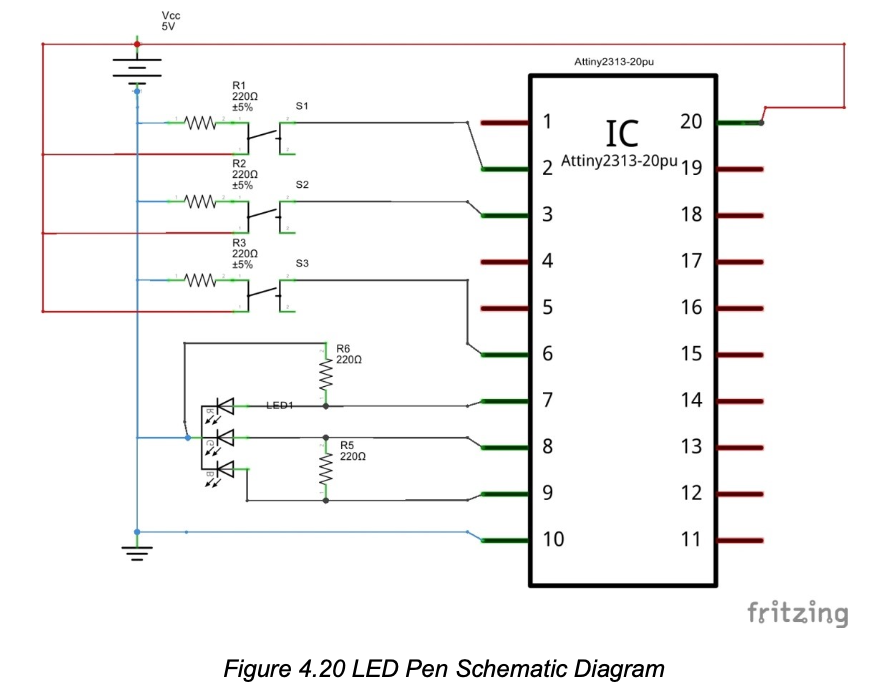 Vcc
5V
Attiny2313-20pu
R1
220Ω
±5%
S1
1
20
IC
Attiny2313-20pu
2
19
R2
220Ω
±5%
S2
3
18
R3
220Ω
±5%
S3
4
17
5
16
R6
220Ω
6
15
LED1
7
14
R5
220Ω
8
13
9
12
10
11
fritzing
Figure 4.20 LED Pen Schematic Diagram